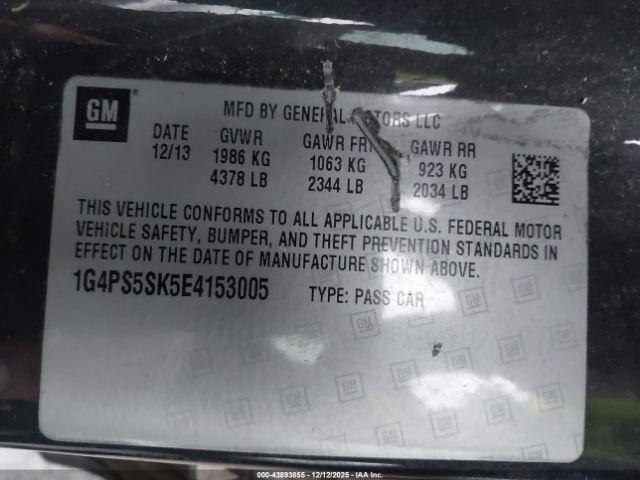 GM
MFD BY GENERAL MOTORS LLC
DATE GVWR GAWR FRT GAWR RR
12/13 1986 KG 1063 KG 923 KG
4378 LB 2344 LB 2034 LB
THIS VEHICLE CONFORMS TO ALL APPLICABLE U.S. FEDERAL MOTOR
VEHICLE SAFETY, BUMPER, AND THEFT PREVENTION STANDARDS IN
EFFECT ON THE DATE OF MANUFACTURE SHOWN ABOVE.
1G4PS5SK5E4153005 TYPE: PASS CAR
000-43893855 - 12/12/2025 - IAA Inc.